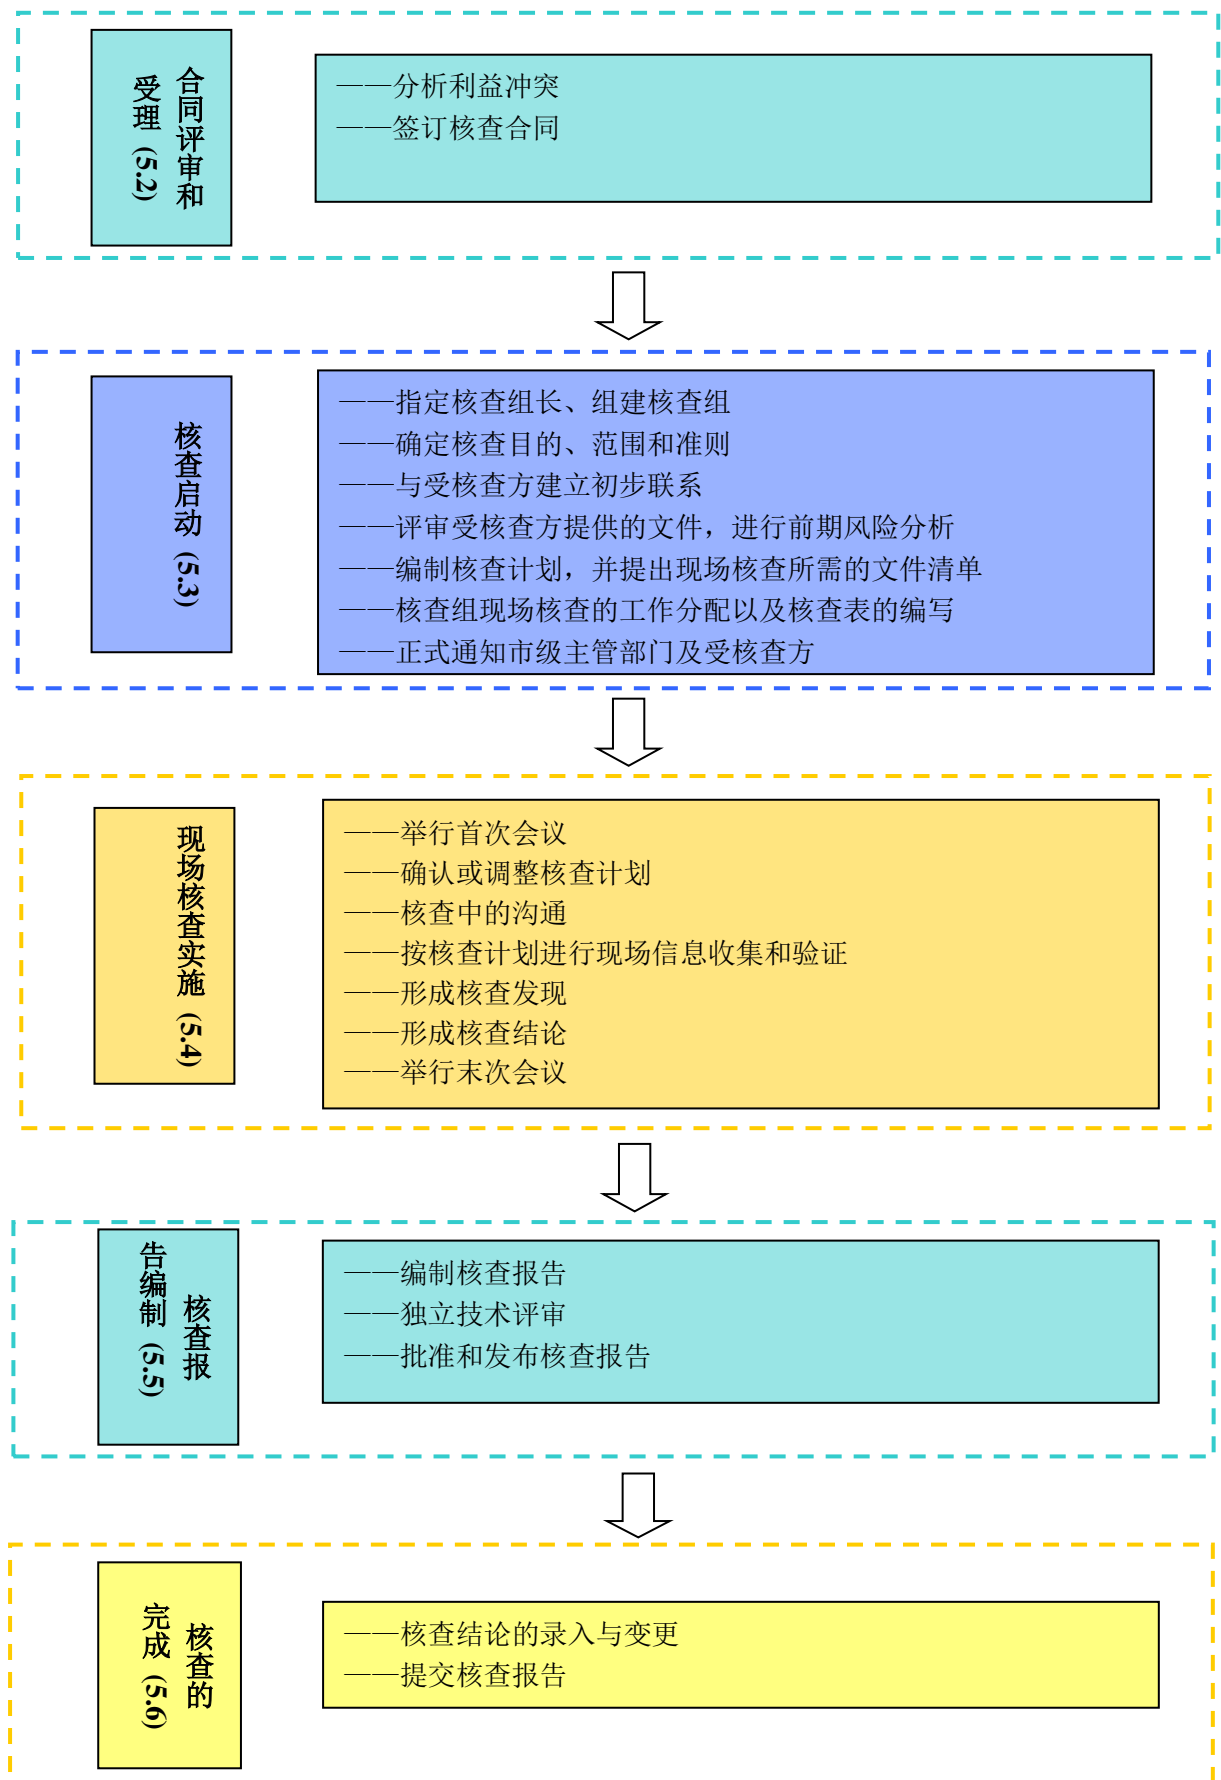 合同评审和
受理 (5.2)
——分析利益冲突
——签订核查合同
核查启动 (5.3)
——指定核查组长、组建核查组
——确定核查目的、范围和准则
——与受核查方建立初步联系
——评审受核查方提供的文件，进行前期风险分析
——编制核查计划，并提出现场核查所需的文件清单
——核查组现场核查的工作分配以及核查表的编写
——正式通知市级主管部门及受核查方
现场核查实施 (5.4)
——举行首次会议
——确认或调整核查计划
——核查中的沟通
——按核查计划进行现场信息收集和验证
——形成核查发现
——形成核查结论
——举行末次会议
核查报
告编制 (5.5)
——编制核查报告
——独立技术评审
——批准和发布核查报告
核查的
完成 (5.6)
——核查结论的录入与变更
——提交核查报告